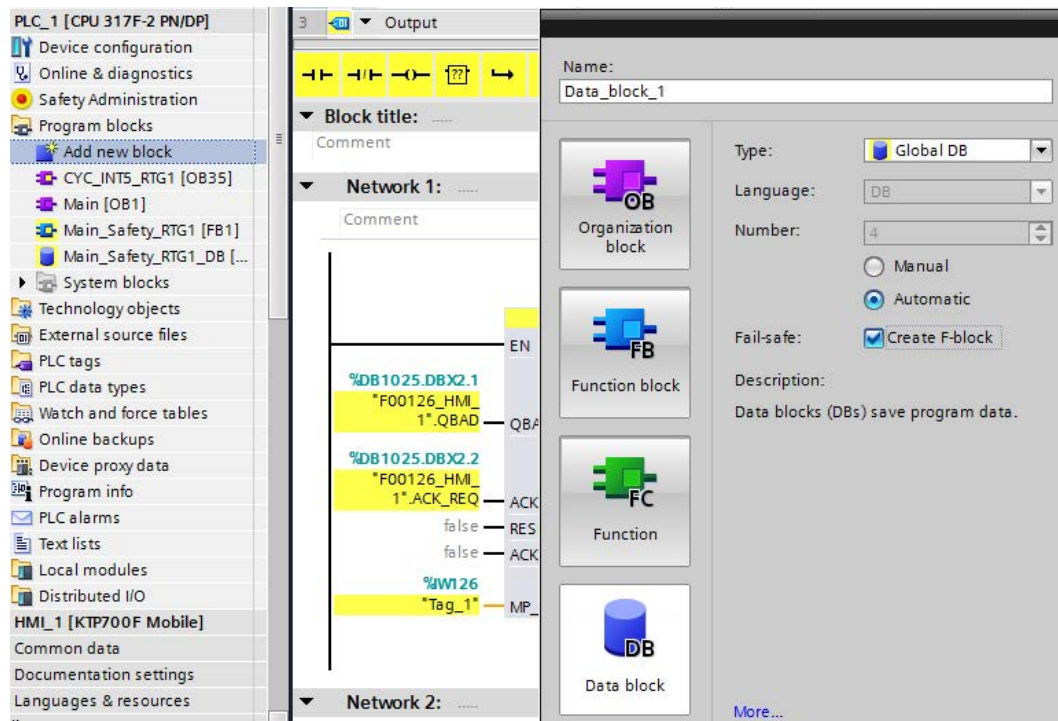 PLC_1 [CPU 317F-2 PN/DP]
Device configuration
Online & diagnostics
Safety Administration
Program blocks
Add new block
CYC_INT5_RTG1 [OB35]
Main [OB1]
Main_Safety_RTG1 [FB1]
Main_Safety_RTG1_DB [...
System blocks
Technology objects
External source files
PLC tags
PLC data types
Watch and force tables
Online backups
Device proxy data
Program info
PLC alarms
Text lists
Local modules
Distributed I/O
HMI_1 [KTP700F Mobile]
Common data
Documentation settings
Languages & resources
3 Output
??
Block title: .....
Comment
Network 1: .....
Comment
EN
%DB1025.DBX2.1
"F00126_HMI_
1".QBAD
QBA
%DB1025.DBX2.2
"F00126_HMI_
1".ACK_REQ
ACK
false RES
false ACK
%IW126
"Tag_1"
MP_
Network 2: .....
Name:
Data_block_1
OB
Organization
block
FB
Function block
FC
Function
DB
Data block
Type: Global DB
Language: DB
Number: 4
Manual
Automatic
Fail-safe: Create F-block
Description:
Data blocks (DBs) save program data.
More...